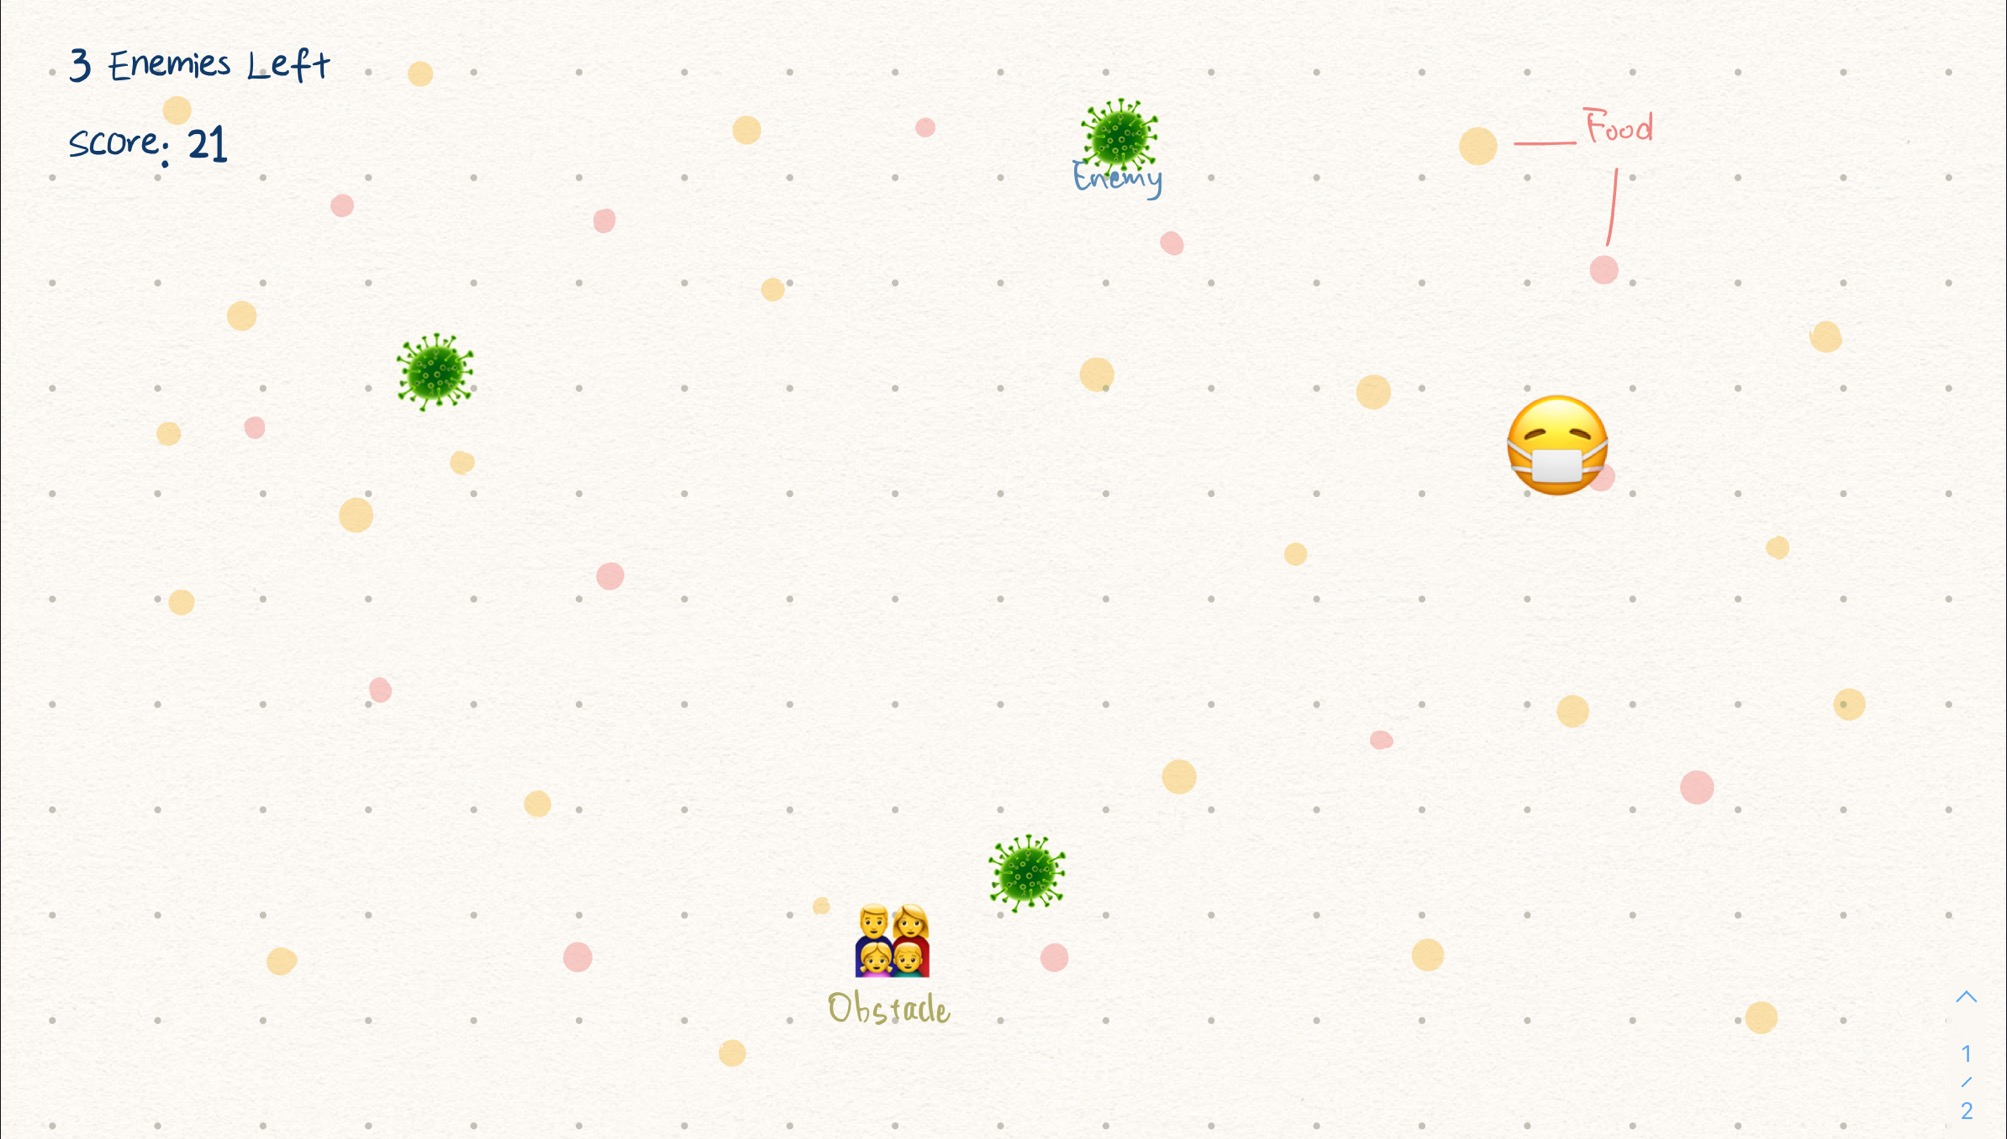 3 Enemies Left
Score: 21
Enemy
Food
Obstacle
1
/
2